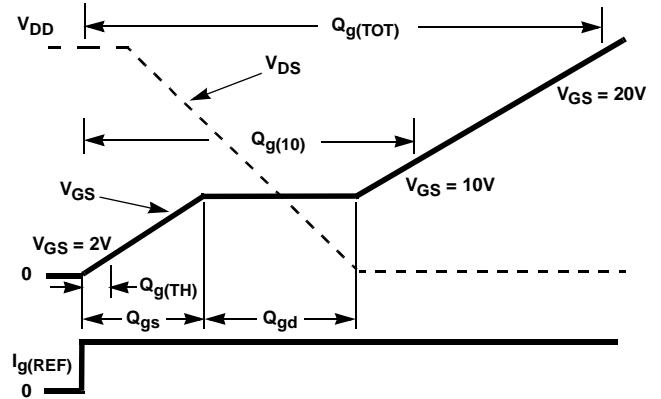 V_DD
Q_g(TOT)
V_DS
V_GS = 20V
Q_g(10)
V_GS
V_GS = 10V
V_GS = 2V
0
Q_g(TH)
Q_gs
Q_gd
I_g(REF)
0